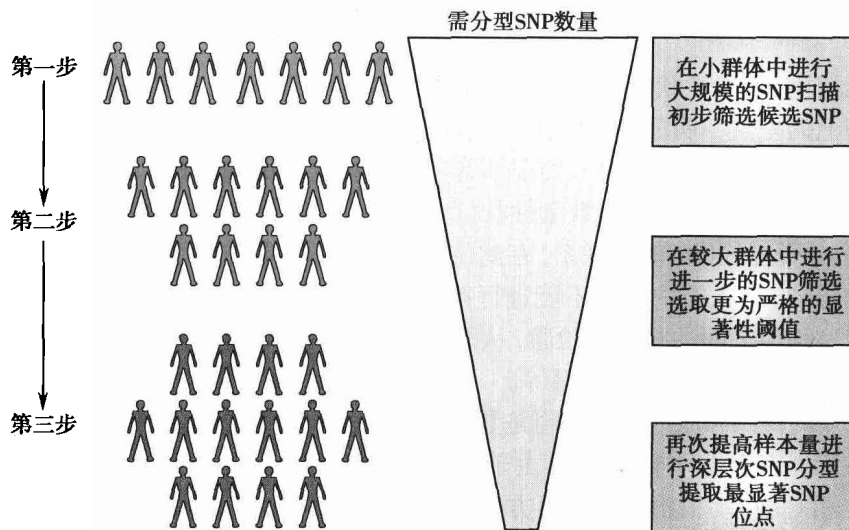 需分型SNP数量
第一步
在小群体中进行
大规模的SNP扫描
初步筛选候选SNP
第二步
在较大群体中进行
进一步的SNP筛选
选取更为严格的显
著性阈值
第三步
再次提高样本量进
行深层次SNP分型
提取最显著SNP
位点